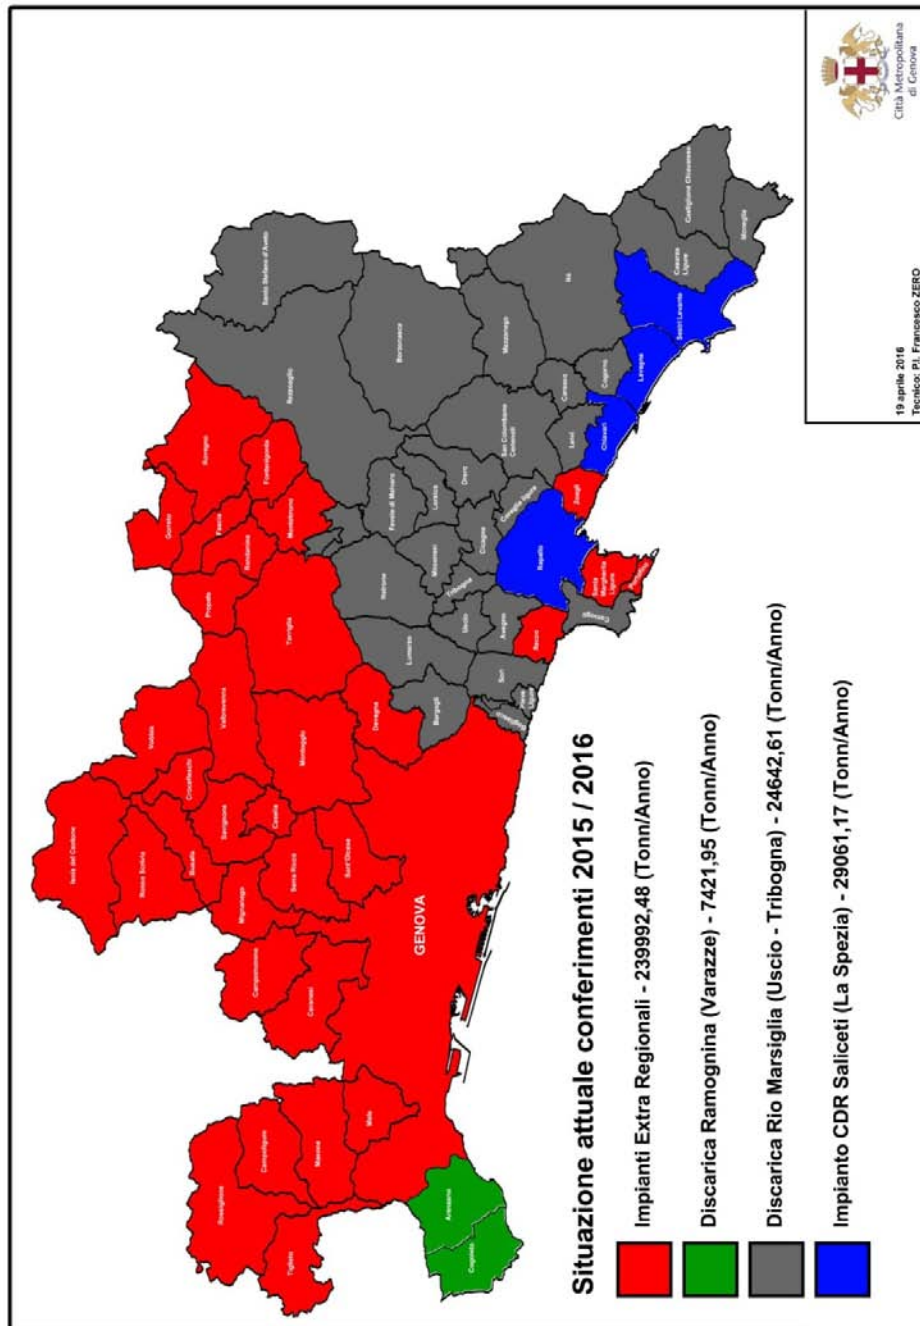 Città Metropolitana
di Genova
19 aprile 2016
Tecnico: P.I. Francesco ZERO
Isola del Cantone
Vobbia
Ronco Scrivia
Crocefieschi
Busalla
Valbrevenna
Savignone
Casella
Mignanego
Serra Riccò
Sant'Olcese
Montoggio
Campomorone
Ceranesi
Propata
Gorreto
Rovegno
Fascia
Rondanina
Fontanigorda
Montebruno
Torriglia
Davagna
GENOVA
Rossiglione
Campoligure
Masone
Mele
Tiglieto
Arenzano
Cogoleto
Santo Stefano d'Aveto
Rezzoaglio
Borzonasca
Mezzanego
Favale di Malvaro
Lorsica
Orero
San Colombano
Certenoli
Neirone
Moconesi
Cicagna
Tribogna
Coreglia ligure
Lumarzo
Bargagli
Uscio
Avegno
Sori
Pieve
Ligure
Bogliasco
Recco
Camogli
Rapallo
Santa
Margherita
Ligure
Portofino
Zoagli
Leivi
Carasco
Cogorno
Chiavari
Lavagna
Nè
Sestri Levante
Casarza
Ligure
Castiglione Chiavarese
Moneglia
Situazione attuale conferimenti 2015 / 2016
Impianti Extra Regionali - 239992,48 (Tonn/Anno)
Discarica Ramognina (Varazze) - 7421,95 (Tonn/Anno)
Discarica Rio Marsiglia (Uscio - Tribogna) - 24642,61 (Tonn/Anno)
Impianto CDR Saliceti (La Spezia) - 29061,17 (Tonn/Anno)